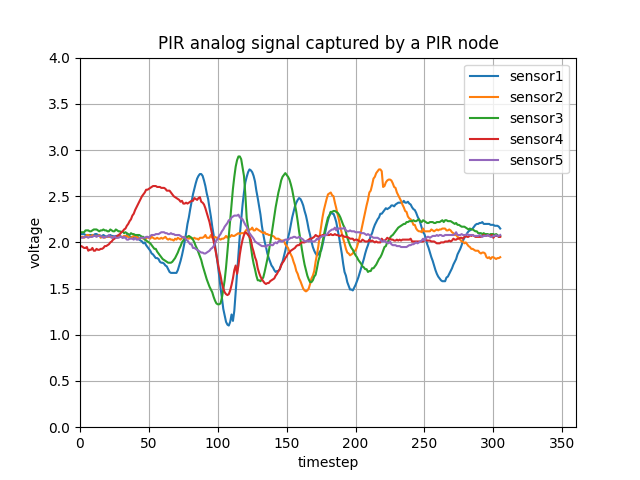 PIR analog signal captured by a PIR node
4.0
3.5
3.0
2.5
2.0
1.5
1.0
0.5
0.0
voltage
sensor1
sensor2
sensor3
sensor4
sensor5
0 50 100 150 200 250 300 350
timestep